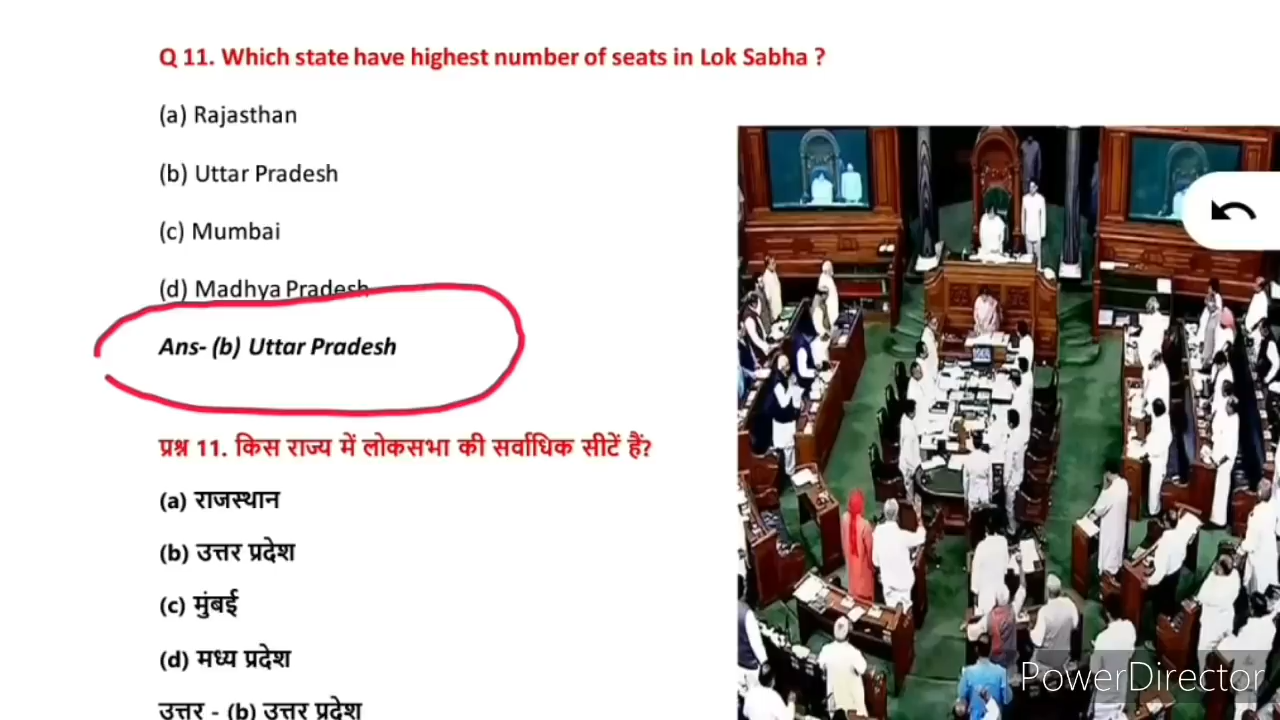 Q 11. Which state have highest number of seats in Lok Sabha ?
(a) Rajasthan
(b) Uttar Pradesh
(c) Mumbai
(d) Madhya Pradesh
Ans- (b) Uttar Pradesh
प्रश्न 11. किस राज्य में लोकसभा की सर्वाधिक सीटें हैं?
(a) राजस्थान
(b) उत्तर प्रदेश
(c) मुंबई
(d) मध्य प्रदेश
उत्तर - (b) उत्तर प्रदेश
PowerDirector